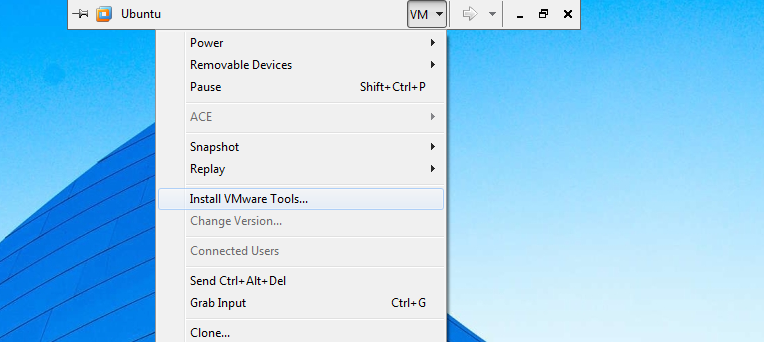 Ubuntu VM
Power
Removable Devices
Pause Shift+Ctrl+P
ACE
Snapshot
Replay
Install VMware Tools...
Change Version...
Connected Users
Send Ctrl+Alt+Del
Grab Input Ctrl+G
Clone...